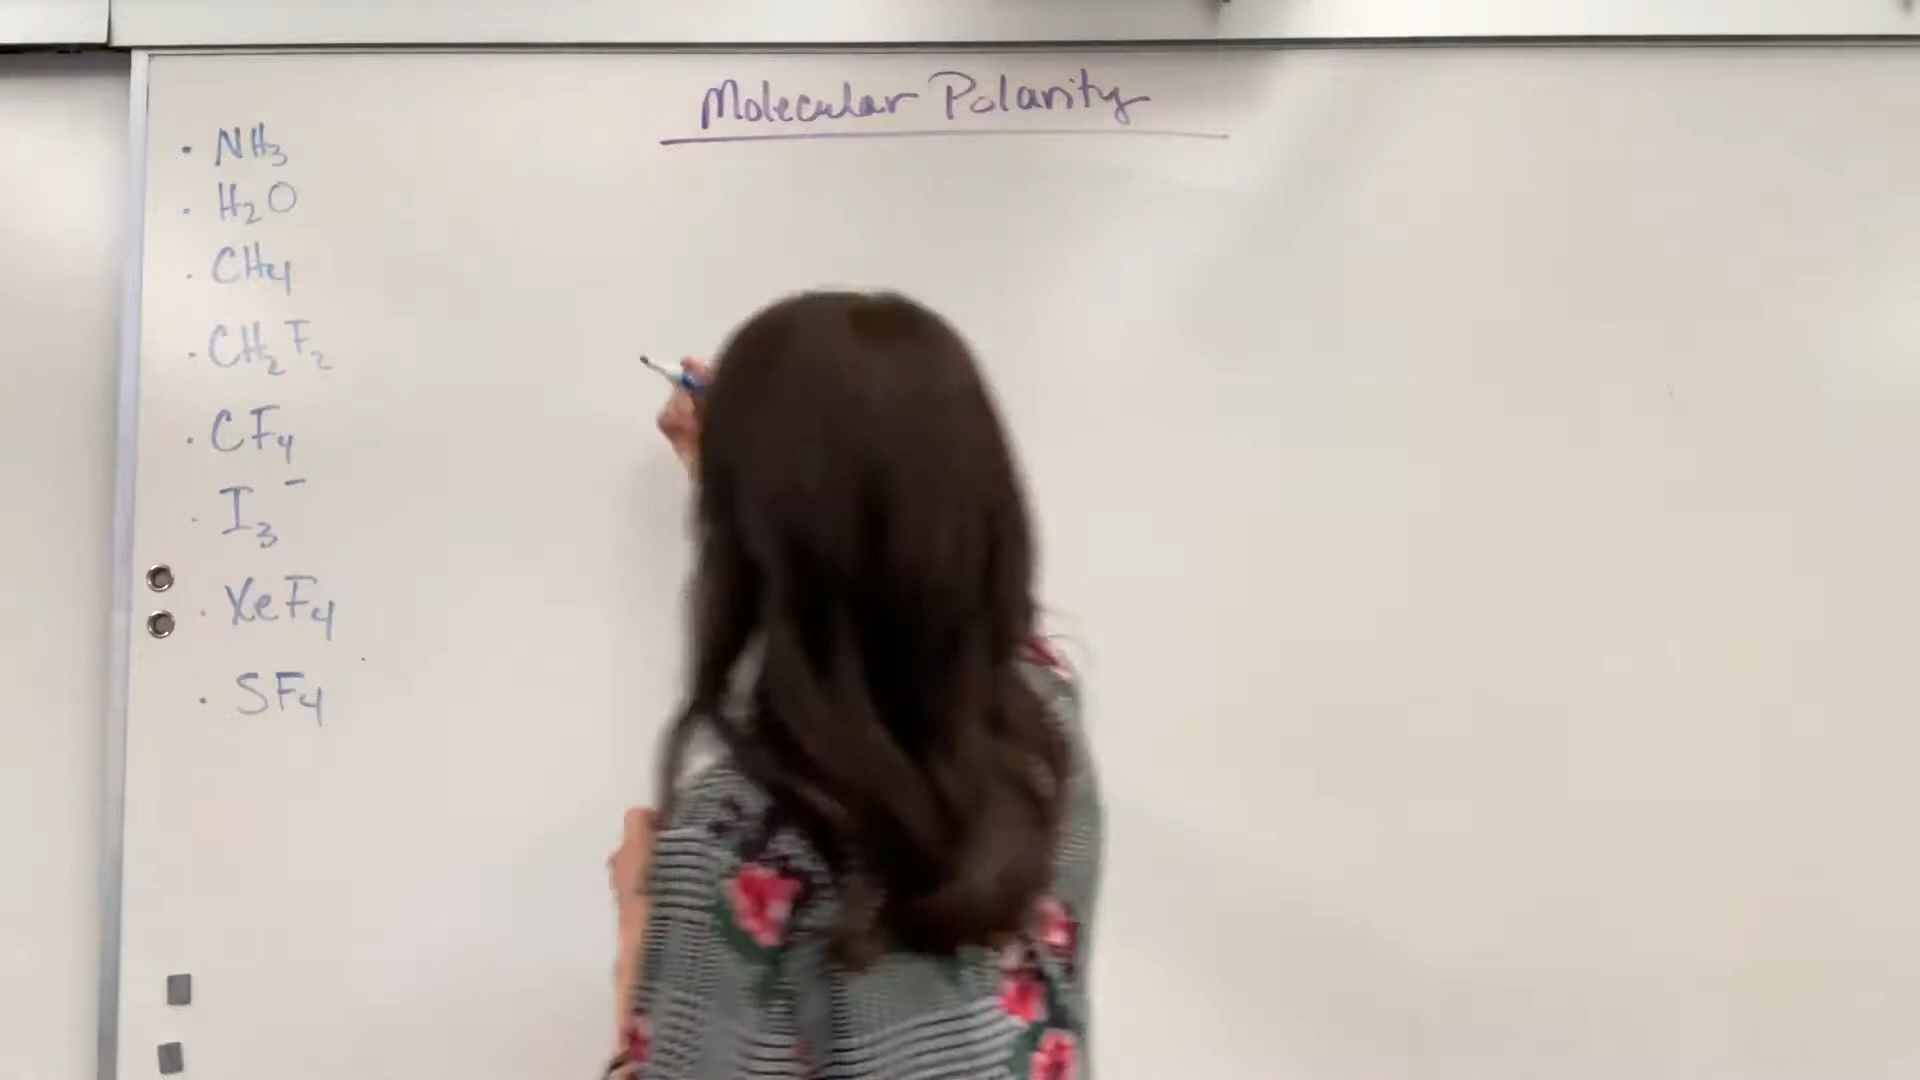 Molecular Polarity
· NH₃
· H₂O
· CH₄
· CH₂F₂
· CF₄
· I₃⁻
· XeF₄
· SF₄